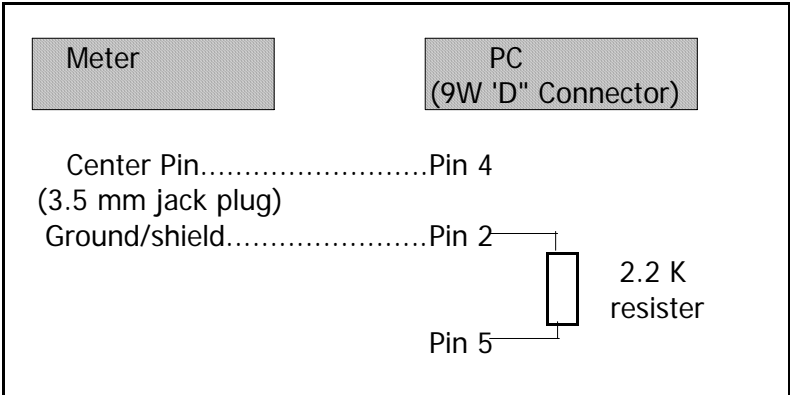 Meter
PC
(9W 'D" Connector)
Center Pin..........................Pin 4
(3.5 mm jack plug)
Ground/shield.......................Pin 2
2.2 K
resister
Pin 5